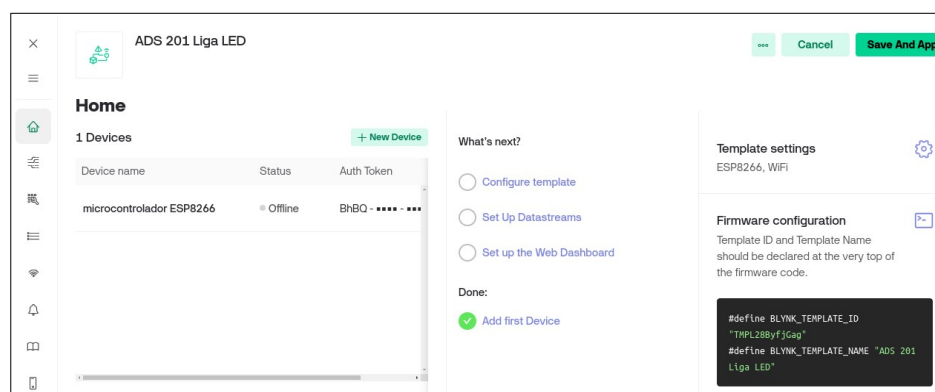 ADS 201 Liga LED
Cancel
Save And App
Home
1 Devices
+ New Device
Device name Status Auth Token
microcontrolador ESP8266 Offline BhBQ - ▪▪▪▪ - ▪▪▪
What's next?
Configure template
Set Up Datastreams
Set up the Web Dashboard
Done:
Add first Device
Template settings
ESP8266, WiFi
Firmware configuration
Template ID and Template Name
should be declared at the very top of
the firmware code.
#define BLYNK_TEMPLATE_ID
"TMPL28ByfjGag"
#define BLYNK_TEMPLATE_NAME "ADS 201
Liga LED"